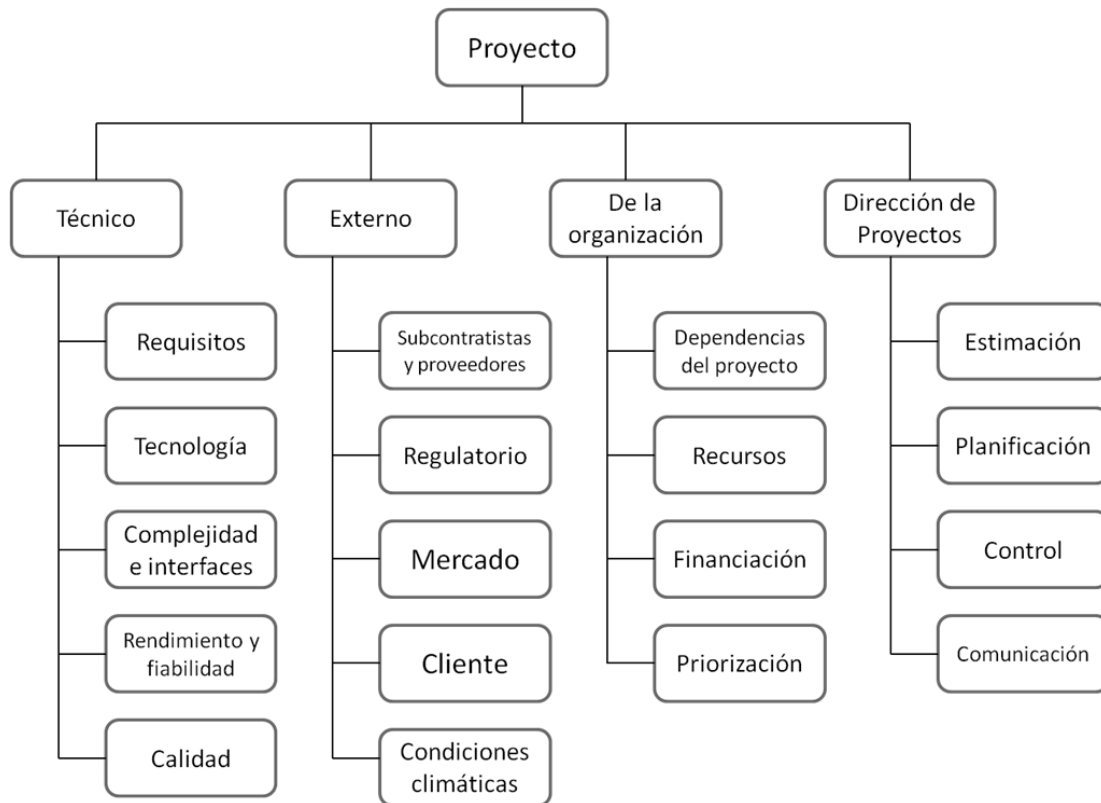 Proyecto
Técnico
Externo
De la
organización
Dirección de
Proyectos
Requisitos
Tecnología
Complejidad
e interfaces
Rendimiento y
fiabilidad
Calidad
Subcontratistas
y proveedores
Regulatorio
Mercado
Cliente
Condiciones
climáticas
Dependencias
del proyecto
Recursos
Financiación
Priorización
Estimación
Planificación
Control
Comunicación